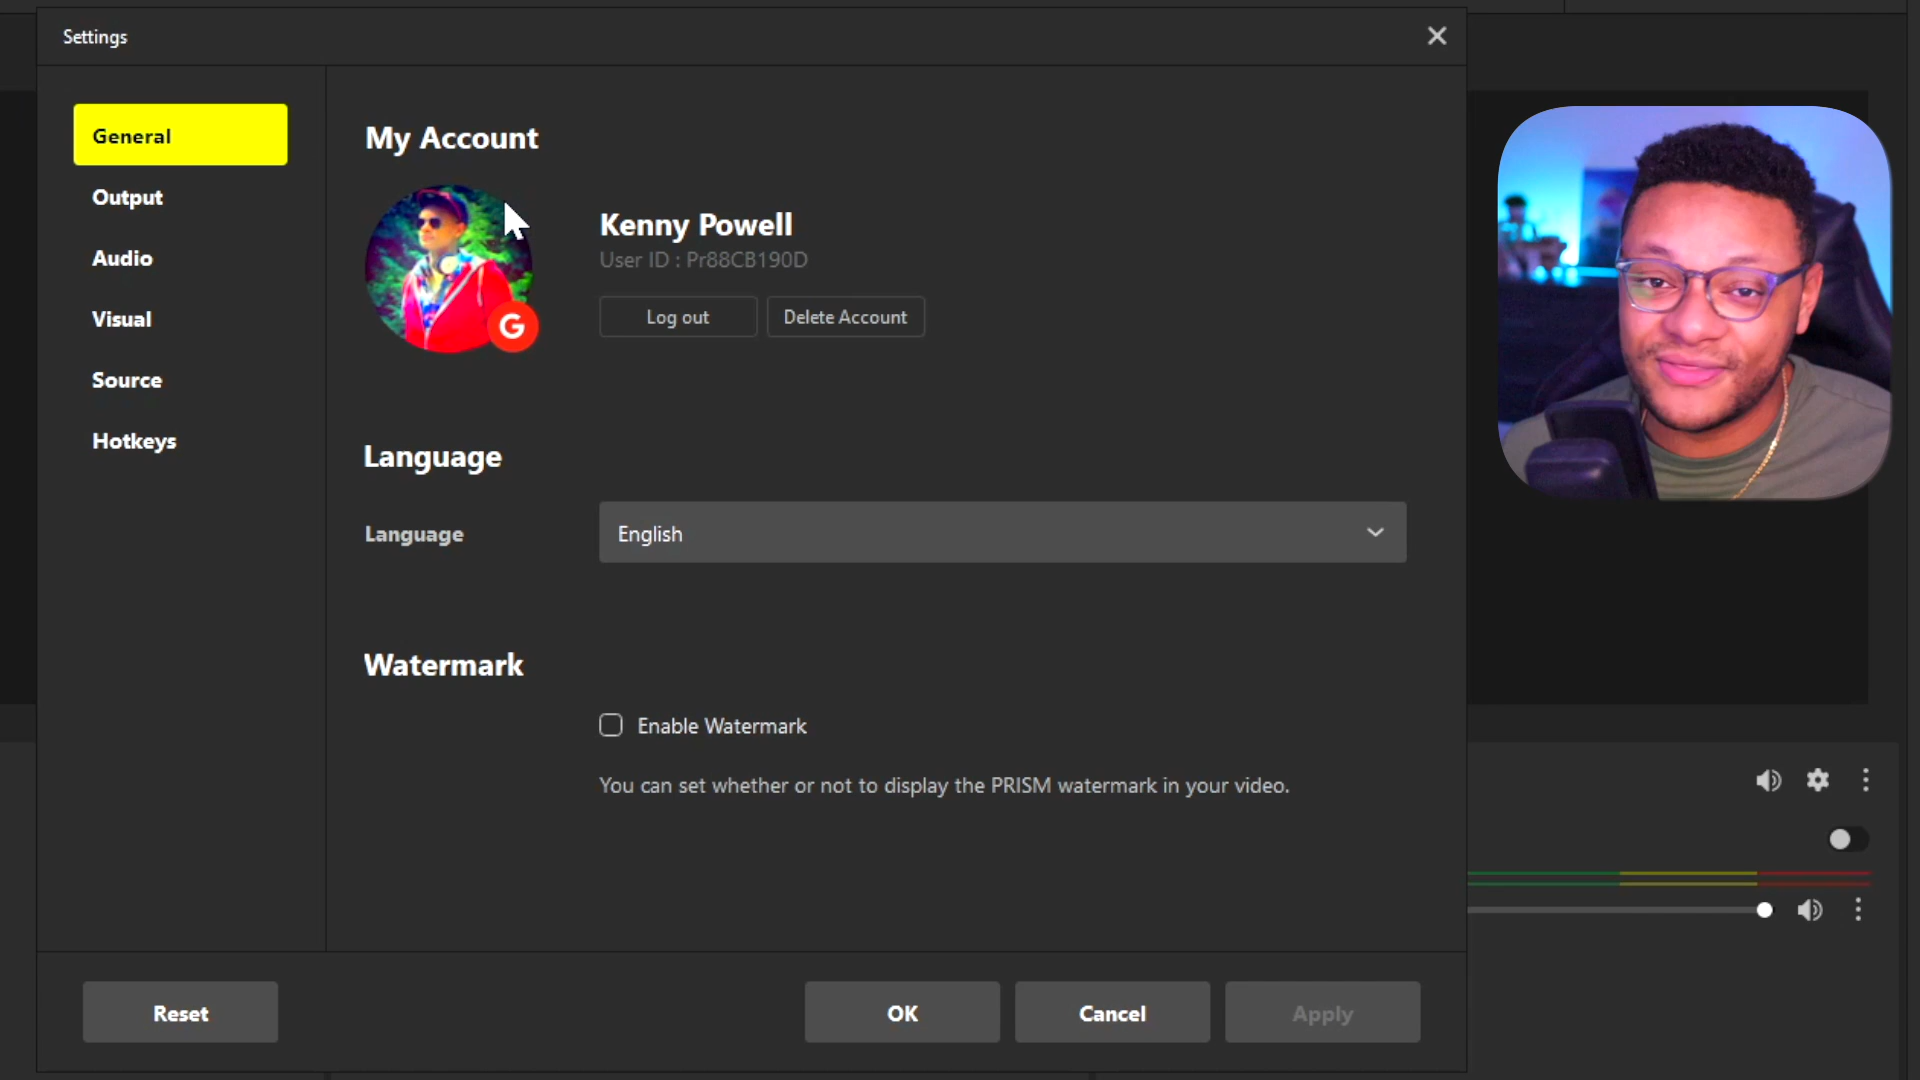 Settings
General
Output
Audio
Visual
Source
Hotkeys
My Account
Kenny Powell
User ID : Pr88CB190D
G
Log out
Delete Account
Language
Language
English
Watermark
Enable Watermark
You can set whether or not to display the PRISM watermark in your video.
Reset
OK
Cancel
Apply